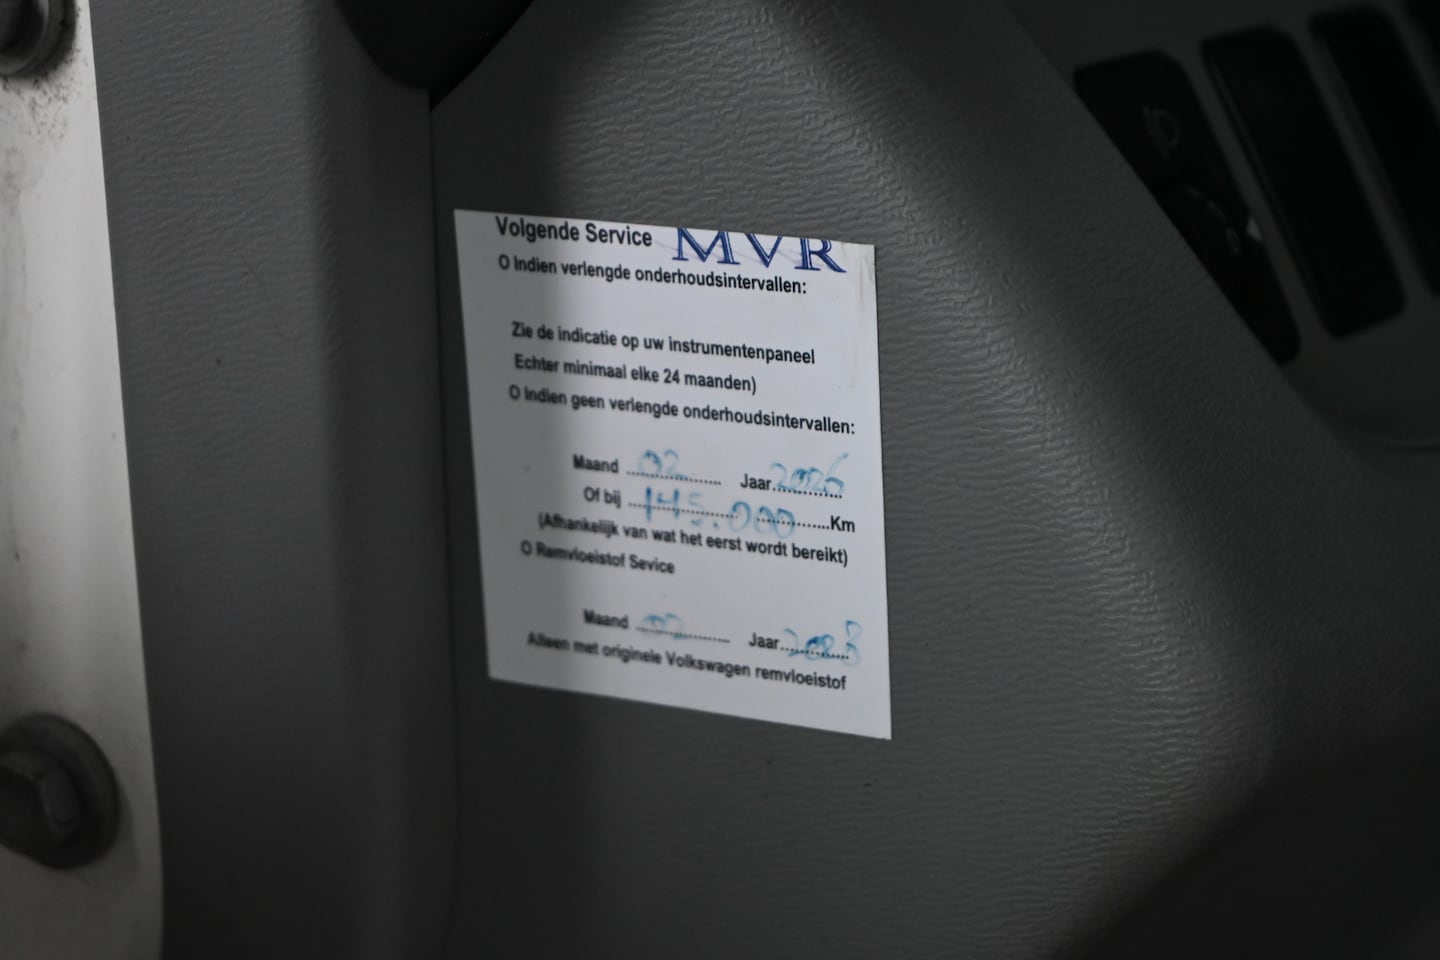 Volgende Service MVR
O Indien verlengde onderhoudsintervallen:
Zie de indicatie op uw instrumentenpaneel
Echter minimaal elke 24 maanden)
O Indien geen verlengde onderhoudsintervallen:
Maand 02 Jaar 2026
Of bij 145.000 Km
(Afhankelijk van wat het eerst wordt bereikt)
O Remvloeistof Sevice
Maand 02 Jaar 2028
Alleen met originele Volkswagen remvloeistof